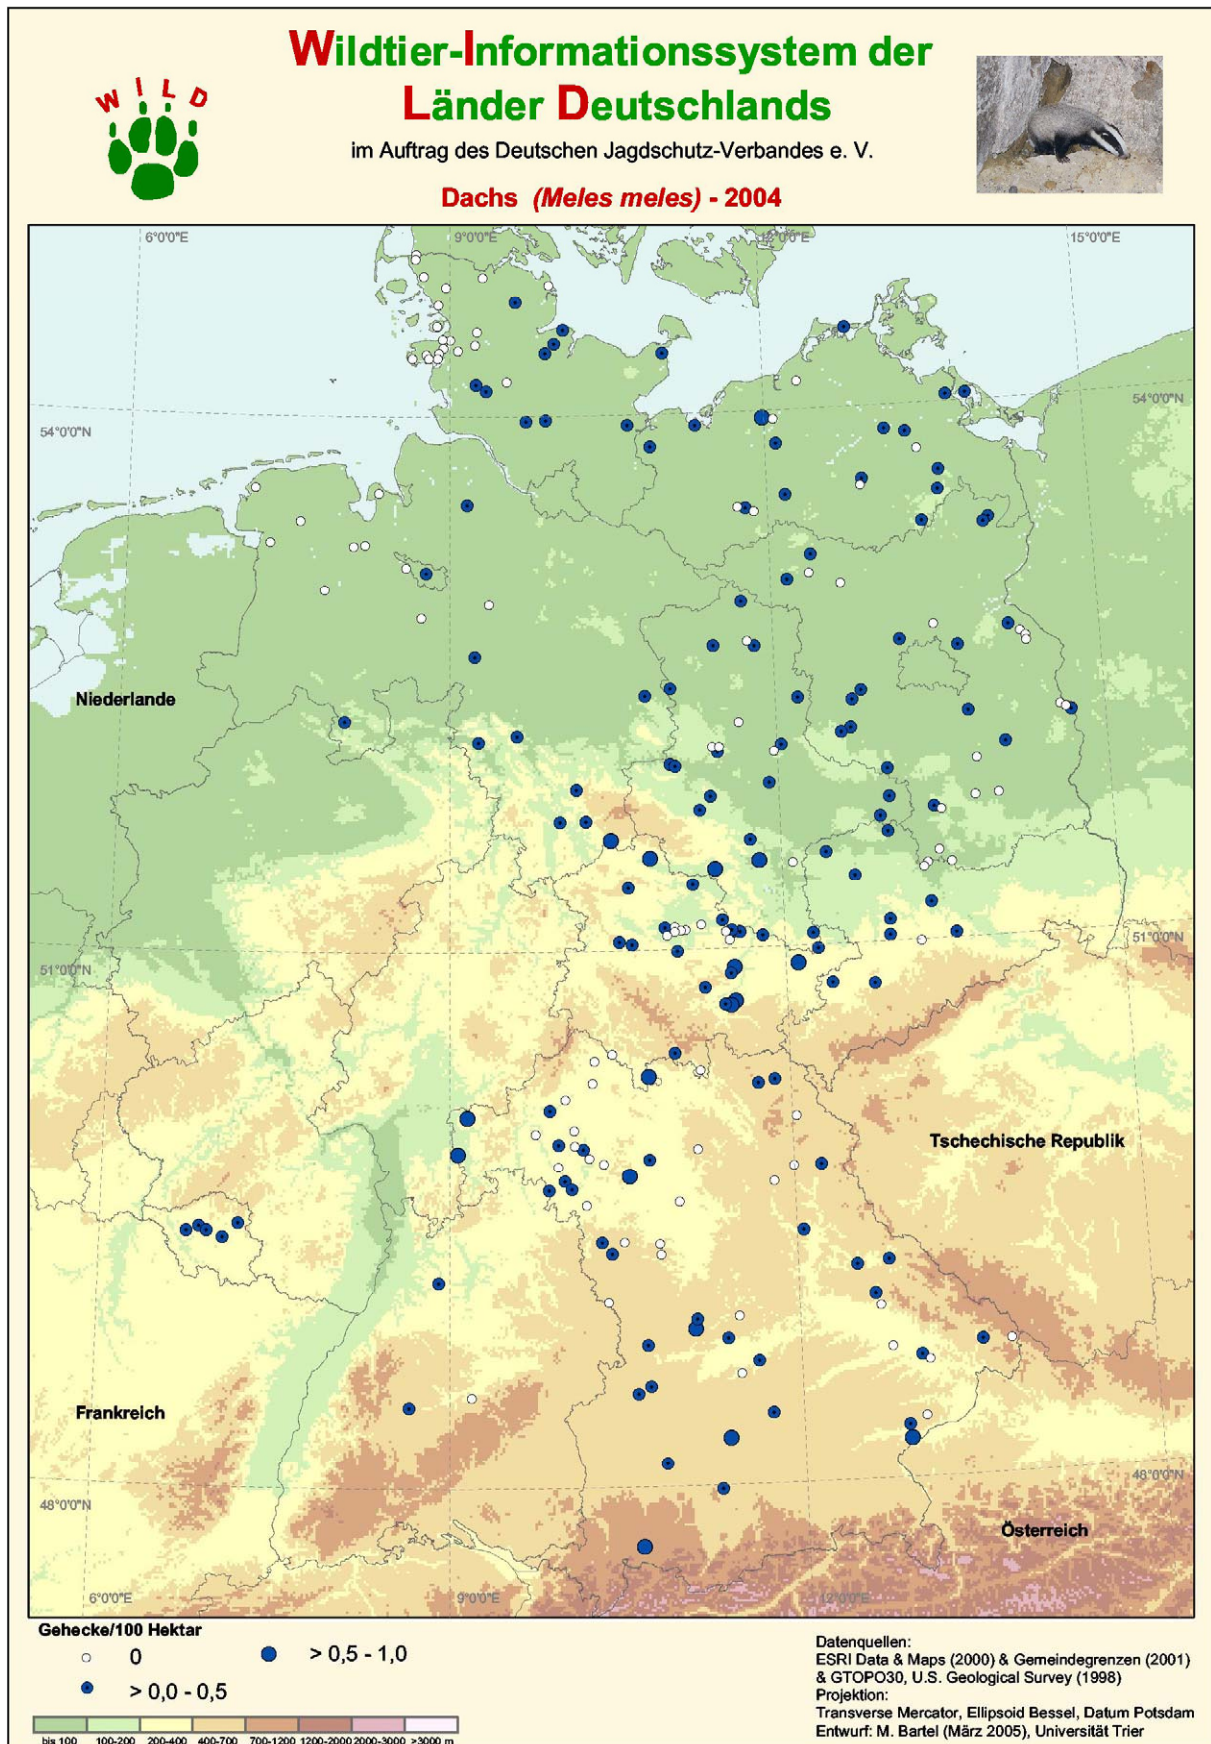 Wildtier-Informationssystem der
Länder Deutschlands
im Auftrag des Deutschen Jagdschutz-Verbandes e. V.
Dachs (Meles meles) - 2004
WILD
6°0'0"E
9°0'0"E
12°0'0"E
15°0'0"E
54°0'0"N
54°0'0"N
Niederlande
51°0'0"N
51°0'0"N
Tschechische Republik
Frankreich
48°0'0"N
48°0'0"N
Österreich
6°0'0"E
9°0'0"E
12°0'0"E
Gehecke/100 Hektar
0
> 0,5 - 1,0
> 0,0 - 0,5
bis 100 100-200 200-400 400-700 700-1200 1200-2000 2000-3000 >3000 m
Datenquellen:
ESRI Data & Maps (2000) & Gemeindegrenzen (2001)
& GTOPO30, U.S. Geological Survey (1998)
Projektion:
Transverse Mercator, Ellipsoid Bessel, Datum Potsdam
Entwurf: M. Bartel (März 2005), Universität Trier